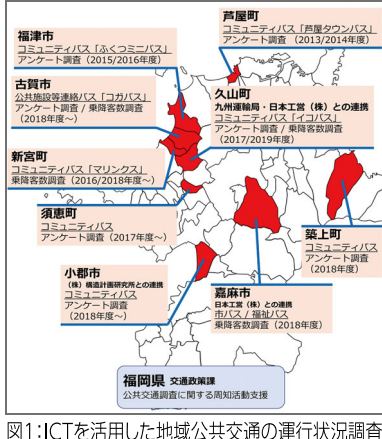 芦屋町
コミュニティバス「芦屋タウンバス」
アンケート調査
(2013/2014年度)
福津市
コミュニティバス「ふくつミニバス」
アンケート調査(2015/2016年度)
古賀市
公共施設等連絡バス「コガバス」
アンケート調査 / 乗降客数調査
(2018年度～)
久山町
九州運輸局・日本工営(株)との連携
コミュニティバス「イコバス」
アンケート調査 / 乗降客数調査
(2017/2019年度)
新宮町
コミュニティバス「マリンクス」
乗降客数調査(2016/2018年度～)
須恵町
コミュニティバス
アンケート調査(2017年度～)
築上町
コミュニティバス
アンケート調査
(2018年度)
小郡市
(株)構造計画研究所との連携
コミュニティバス
アンケート調査
(2018年度～)
嘉麻市
日本工営(株)との連携
市バス / 福祉バス
乗降客数調査(2018年度)
福岡県 交通政策課
公共交通調査に関する周知活動支援
図1:ICTを活用した地域公共交通の運行状況調査